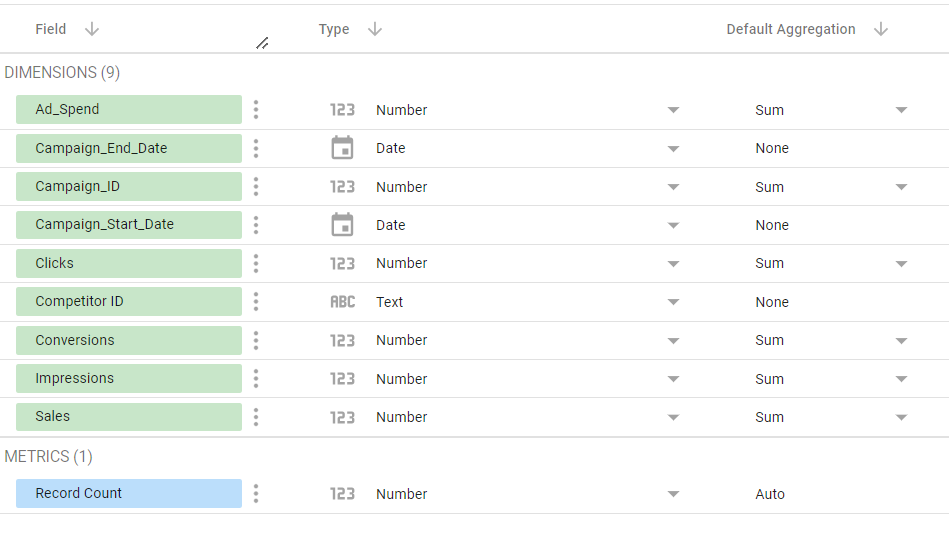 Field Type Default Aggregation
DIMENSIONS (9)
Ad_Spend 123 Number Sum
Campaign_End_Date Date None
Campaign_ID 123 Number Sum
Campaign_Start_Date Date None
Clicks 123 Number Sum
Competitor ID ABC Text None
Conversions 123 Number Sum
Impressions 123 Number Sum
Sales 123 Number Sum
METRICS (1)
Record Count 123 Number Auto